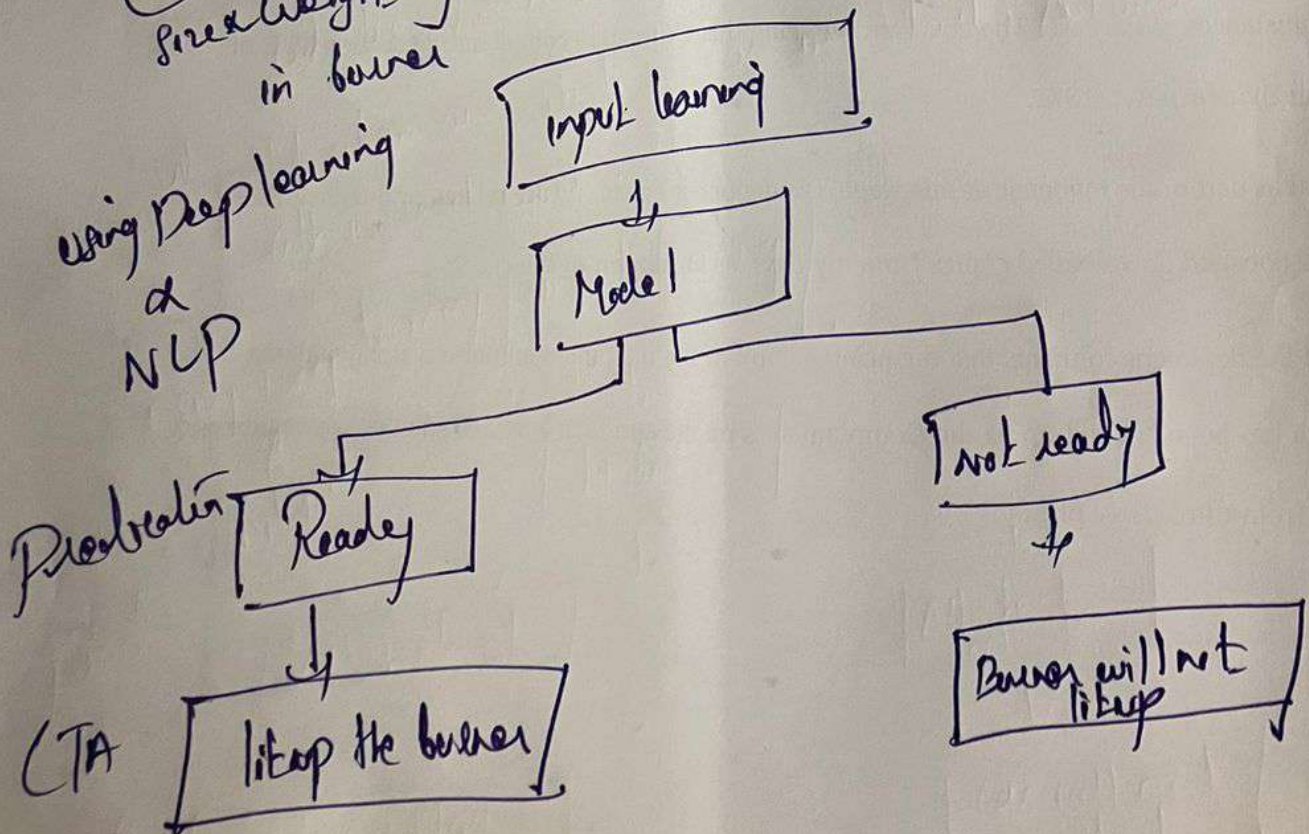 Size & Weight
in burner
Input learning
using Deep learning
&
NLP
Model
Not ready
Ready
Burner will not
litup
CTA
litup the burner